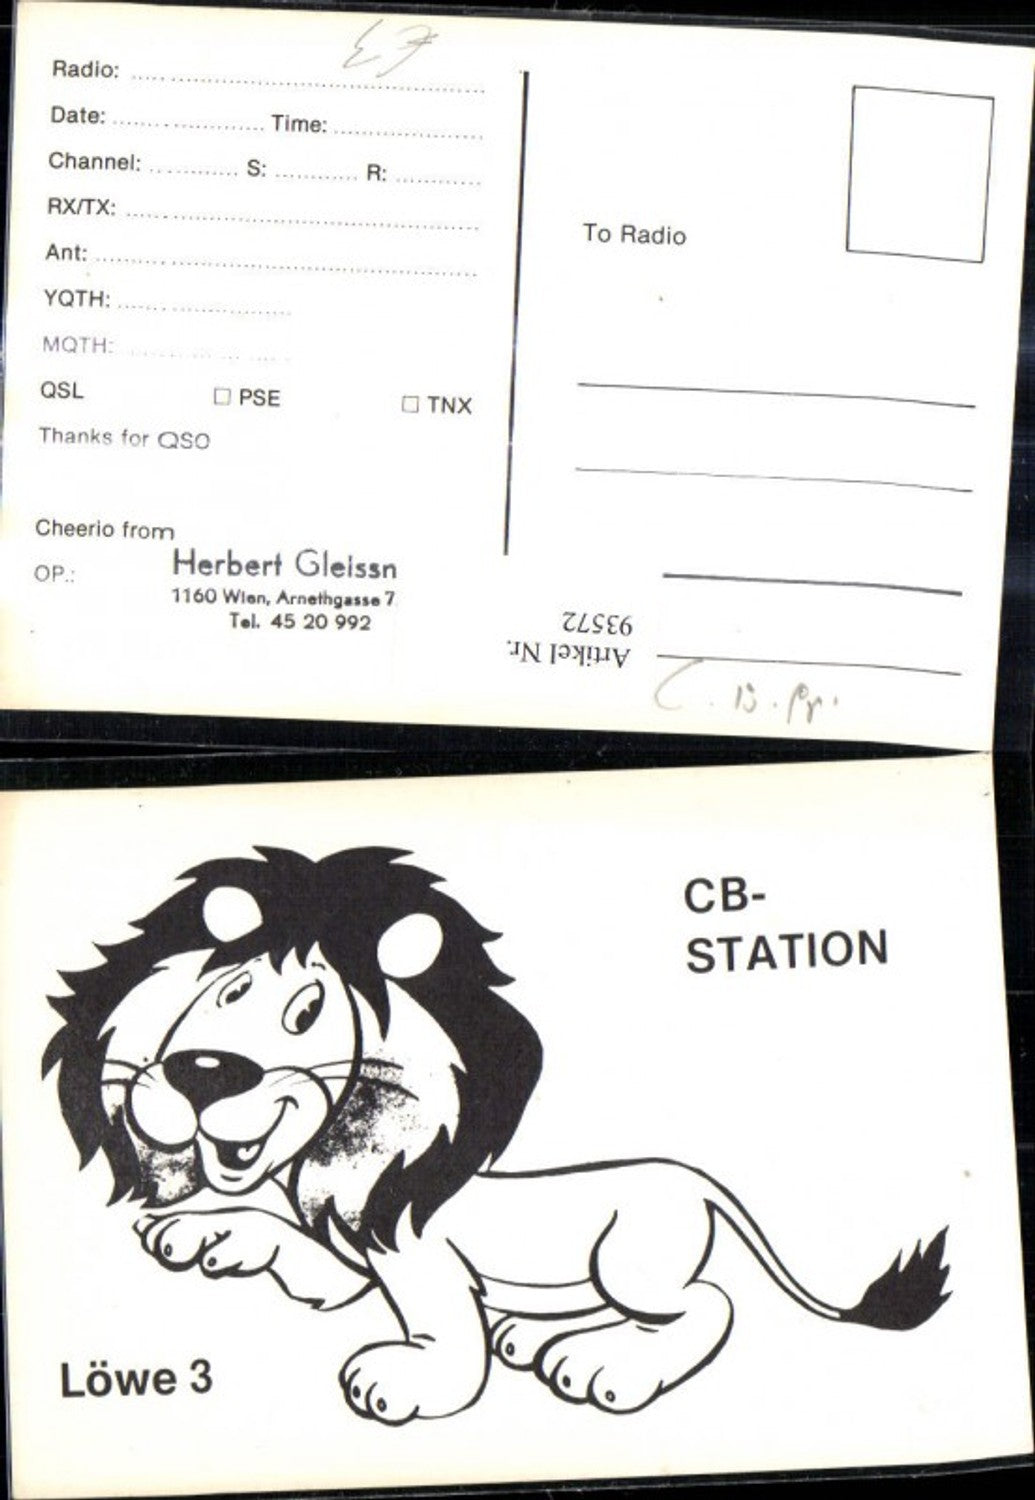 Radio:
Date: Time:
Channel: S: R:
RX/TX:
Ant:
YQTH:
MQTH:
QSL □ PSE □ TNX
Thanks for QSO
Cheerio from
OP.:
Herbert Gleissn
1160 Wien, Arnethgasse 7
Tel. 45 20 992
To Radio
Artikel Nr.
93572
CB-
STATION
Löwe 3